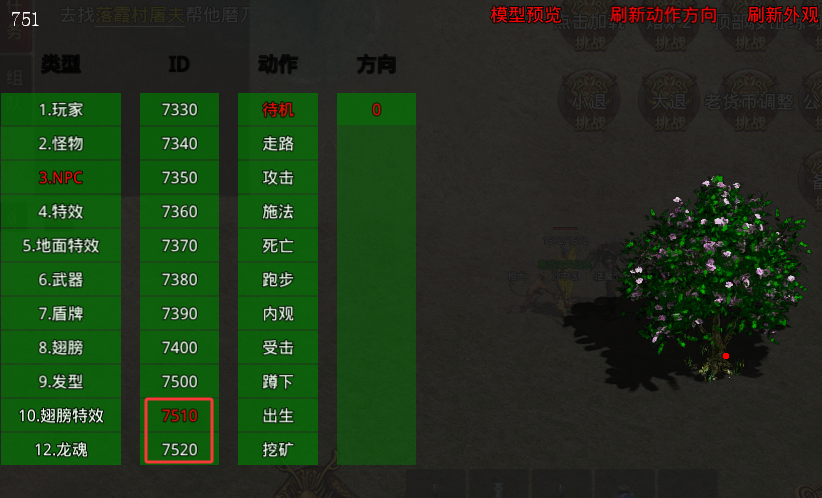 751
去找落霞村屠夫帮他磨刀
模型预览 刷新动作方向 刷新外观
类型 ID 动作 方向
1.玩家 7330 待机 0
2.怪物 7340 走路
3.NPC 7350 攻击
4.特效 7360 施法
5.地面特效 7370 死亡
6.武器 7380 跑步
7.盾牌 7390 内观
8.翅膀 7400 受击
9.发型 7500 蹲下
10.翅膀特效 7510 出生
12.龙魂 7520 挖矿
小退 大退 老货币调整
挑战 挑战 挑战